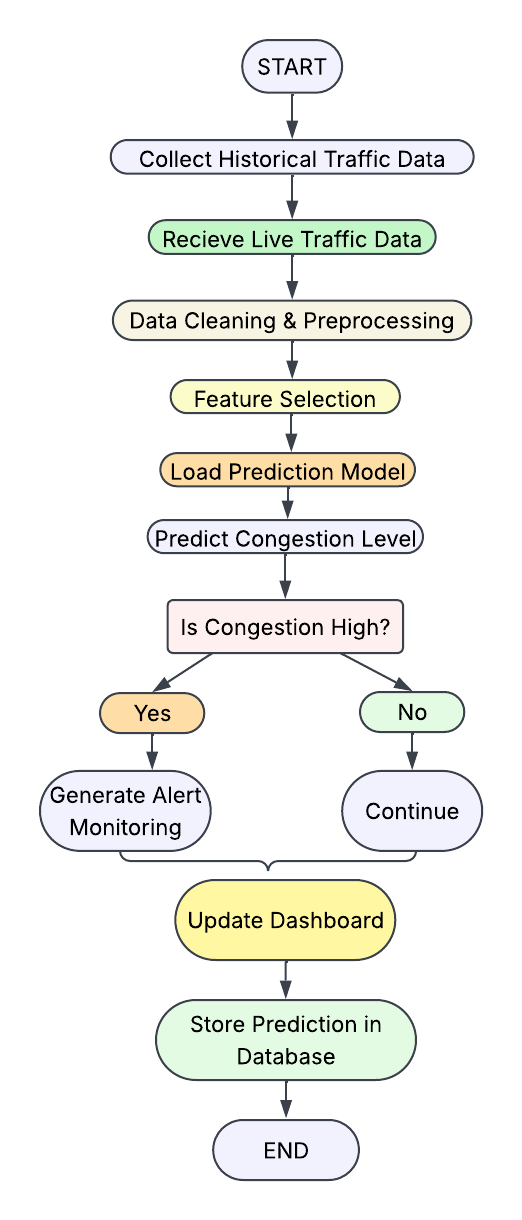 START
Collect Historical Traffic Data
Recieve Live Traffic Data
Data Cleaning & Preprocessing
Feature Selection
Load Prediction Model
Predict Congestion Level
Is Congestion High?
Yes
No
Generate Alert
Monitoring
Continue
Update Dashboard
Store Prediction in
Database
END